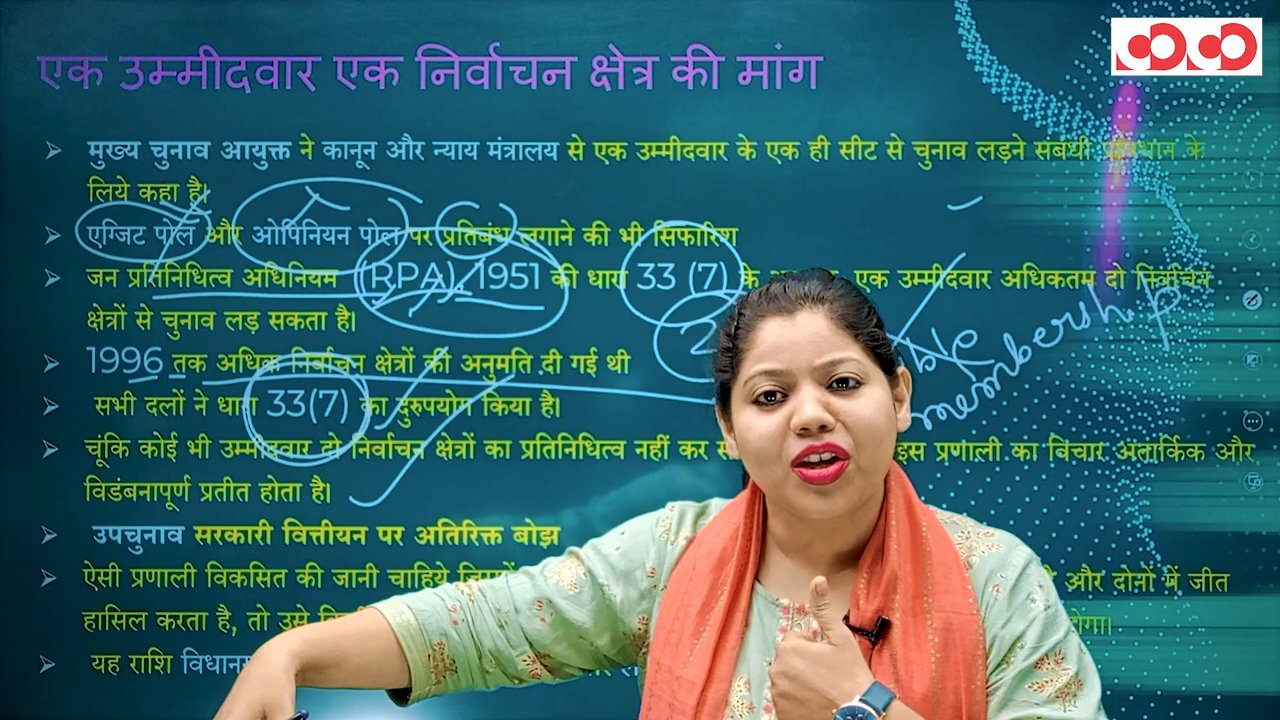 एक उम्मीदवार एक निर्वाचन क्षेत्र की मांग
➢ मुख्य चुनाव आयुक्त ने कानून और न्याय मंत्रालय से एक उम्मीदवार के एक ही सीट से चुनाव लड़ने संबंधी के
लिये कहा है।
➢ एग्जिट पोल और ओपिनियन पोल पर प्रतिबंध लगाने की भी सिफारिश
➢ जन प्रतिनिधित्व अधिनियम (RPA), 1951 की धारा 33 (7) के एक उम्मीदवार अधिकतम दो निर्वाचन
क्षेत्रों से चुनाव लड़ सकता है।
2
➢ 1996 तक अधिक निर्वाचन क्षेत्रों की अनुमति दी गई थी
membership
➢ सभी दलों ने धारा 33(7) का दुरुपयोग किया है।
➢ चूंकि कोई भी उम्मीदवार दो निर्वाचन क्षेत्रों का प्रतिनिधित्व नहीं कर इस प्रणाली का विचार अतार्किक और
विडंबनापूर्ण प्रतीत होता है।
➢ उपचुनाव सरकारी वित्तीयन पर अतिरिक्त बोझ
➢ ऐसी प्रणाली विकसित की जानी चाहिये और दोनों में जीत
हासिल करता है, तो उसे
➢ यह राशि